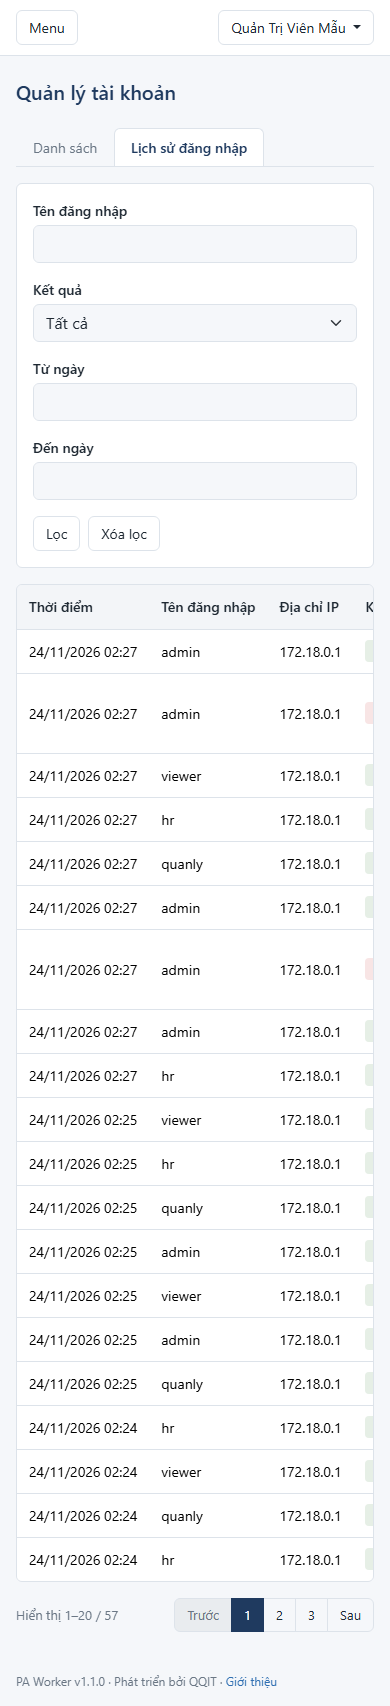 Menu
Quản Trị Viên Mẫu
Quản lý tài khoản
Danh sách
Lịch sử đăng nhập
Tên đăng nhập
Kết quả
Tất cả
Từ ngày
Đến ngày
Lọc Xóa lọc
Thời điểm Tên đăng nhập Địa chỉ IP K
24/11/2026 02:27 admin 172.18.0.1
24/11/2026 02:27 admin 172.18.0.1
24/11/2026 02:27 viewer 172.18.0.1
24/11/2026 02:27 hr 172.18.0.1
24/11/2026 02:27 quanly 172.18.0.1
24/11/2026 02:27 admin 172.18.0.1
24/11/2026 02:27 admin 172.18.0.1
24/11/2026 02:27 admin 172.18.0.1
24/11/2026 02:27 hr 172.18.0.1
24/11/2026 02:25 viewer 172.18.0.1
24/11/2026 02:25 hr 172.18.0.1
24/11/2026 02:25 quanly 172.18.0.1
24/11/2026 02:25 admin 172.18.0.1
24/11/2026 02:25 viewer 172.18.0.1
24/11/2026 02:25 admin 172.18.0.1
24/11/2026 02:25 quanly 172.18.0.1
24/11/2026 02:24 hr 172.18.0.1
24/11/2026 02:24 viewer 172.18.0.1
24/11/2026 02:24 quanly 172.18.0.1
24/11/2026 02:24 hr 172.18.0.1
Hiển thị 1–20 / 57
Trước 1 2 3 Sau
PA Worker v1.1.0 · Phát triển bởi QQIT · Giới thiệu